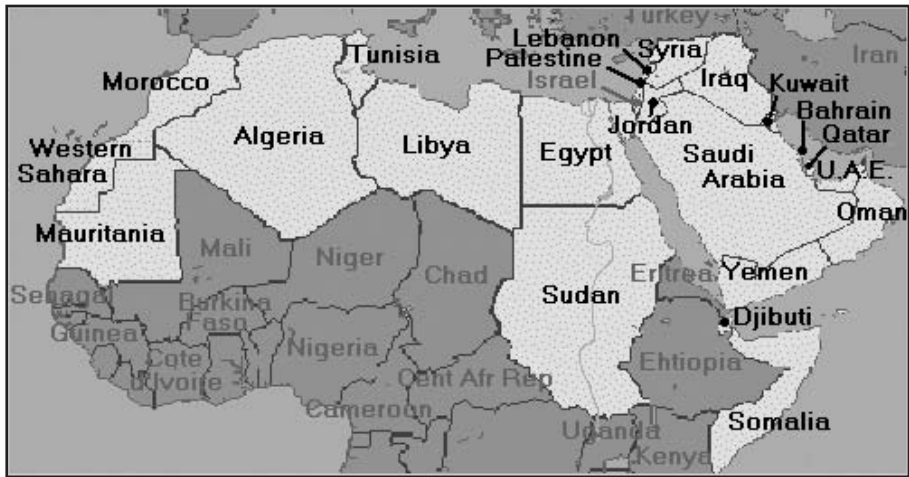 Turkey
Lebanon
Syria
Tunisia
Palestine
Iran
Morocco
Israel
Iraq
Kuwait
Bahrain
Algeria
Libya
Jordan
Qatar
Egypt
Saudi
Arabia
U.A.E.
Western
Sahara
Oman
Mauritania
Mali
Niger
Chad
Eritrea
Yemen
Senagal
Sudan
Burkina
Faso
Djibuti
Guinea
Nigeria
Cote
d'Ivoire
Ehtiopia
Cent Afr Rep
Cameroun
Somalia
Uganda
Kenya